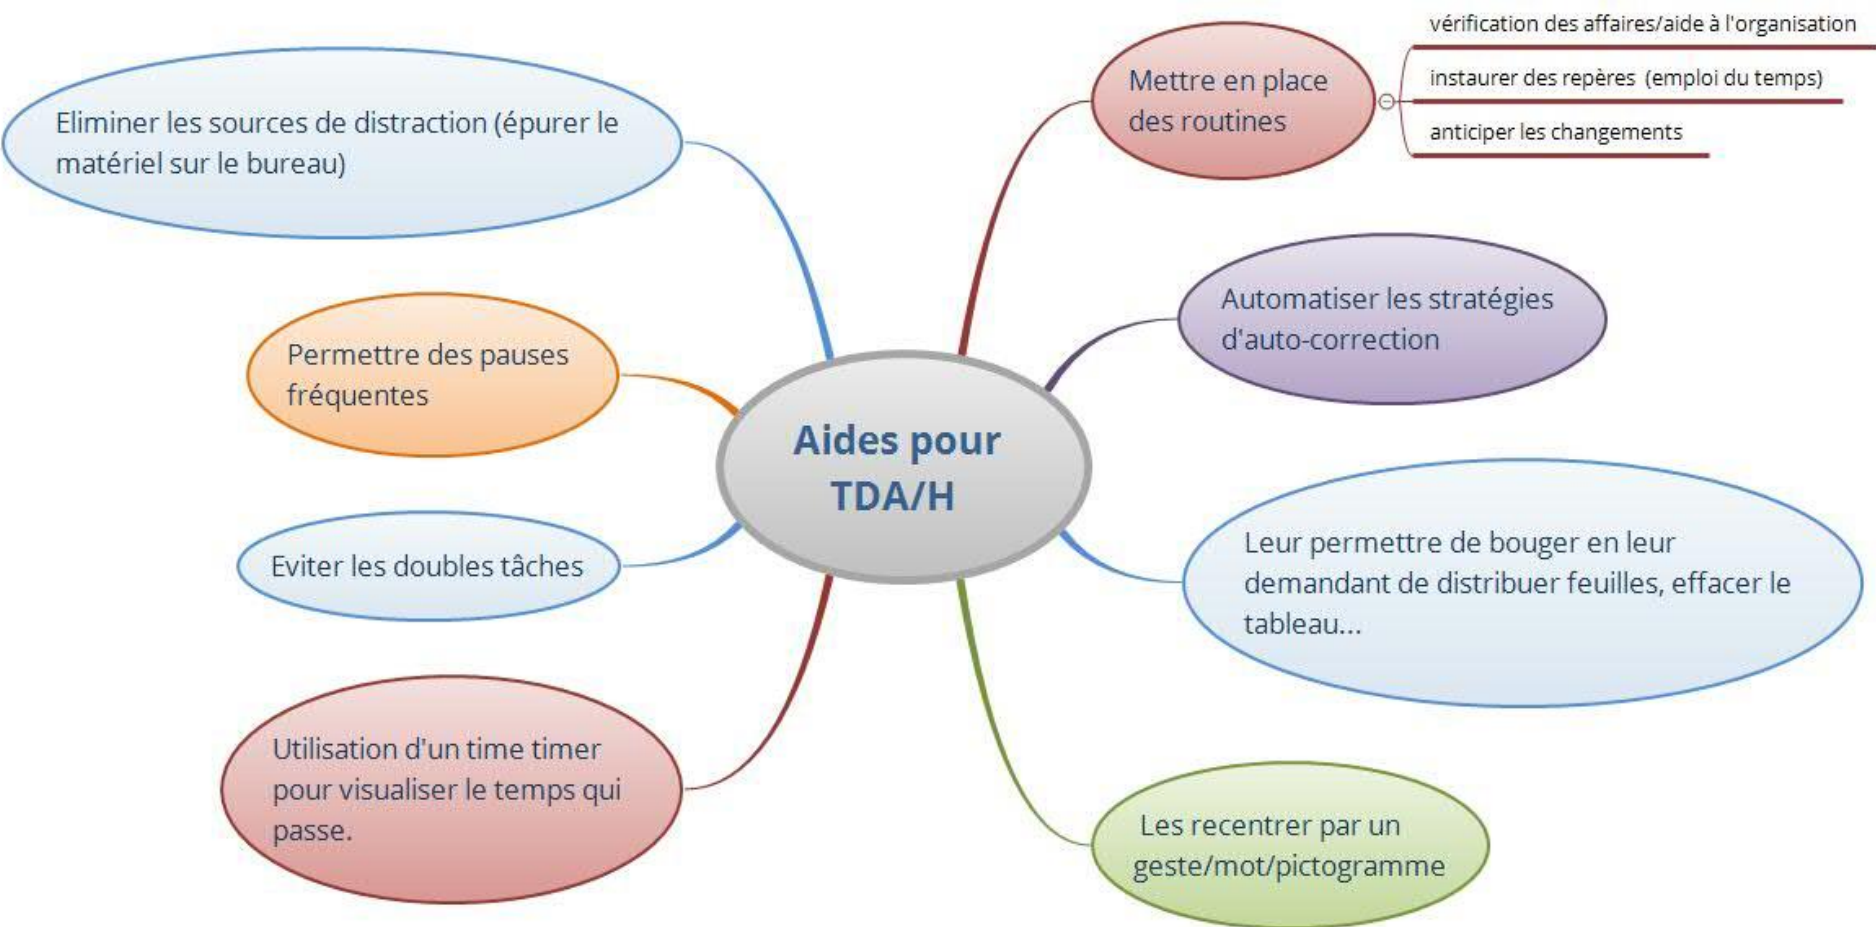 Aides pour
TDA/H
Mettre en place
des routines
vérification des affaires/aide à l'organisation
instaurer des repères (emploi du temps)
anticiper les changements
Automatiser les stratégies
d'auto-correction
Leur permettre de bouger en leur
demandant de distribuer feuilles, effacer le
tableau...
Les recentrer par un
geste/mot/pictogramme
Eliminer les sources de distraction (épurer le
matériel sur le bureau)
Permettre des pauses
fréquentes
Eviter les doubles tâches
Utilisation d'un time timer
pour visualiser le temps qui
passe.